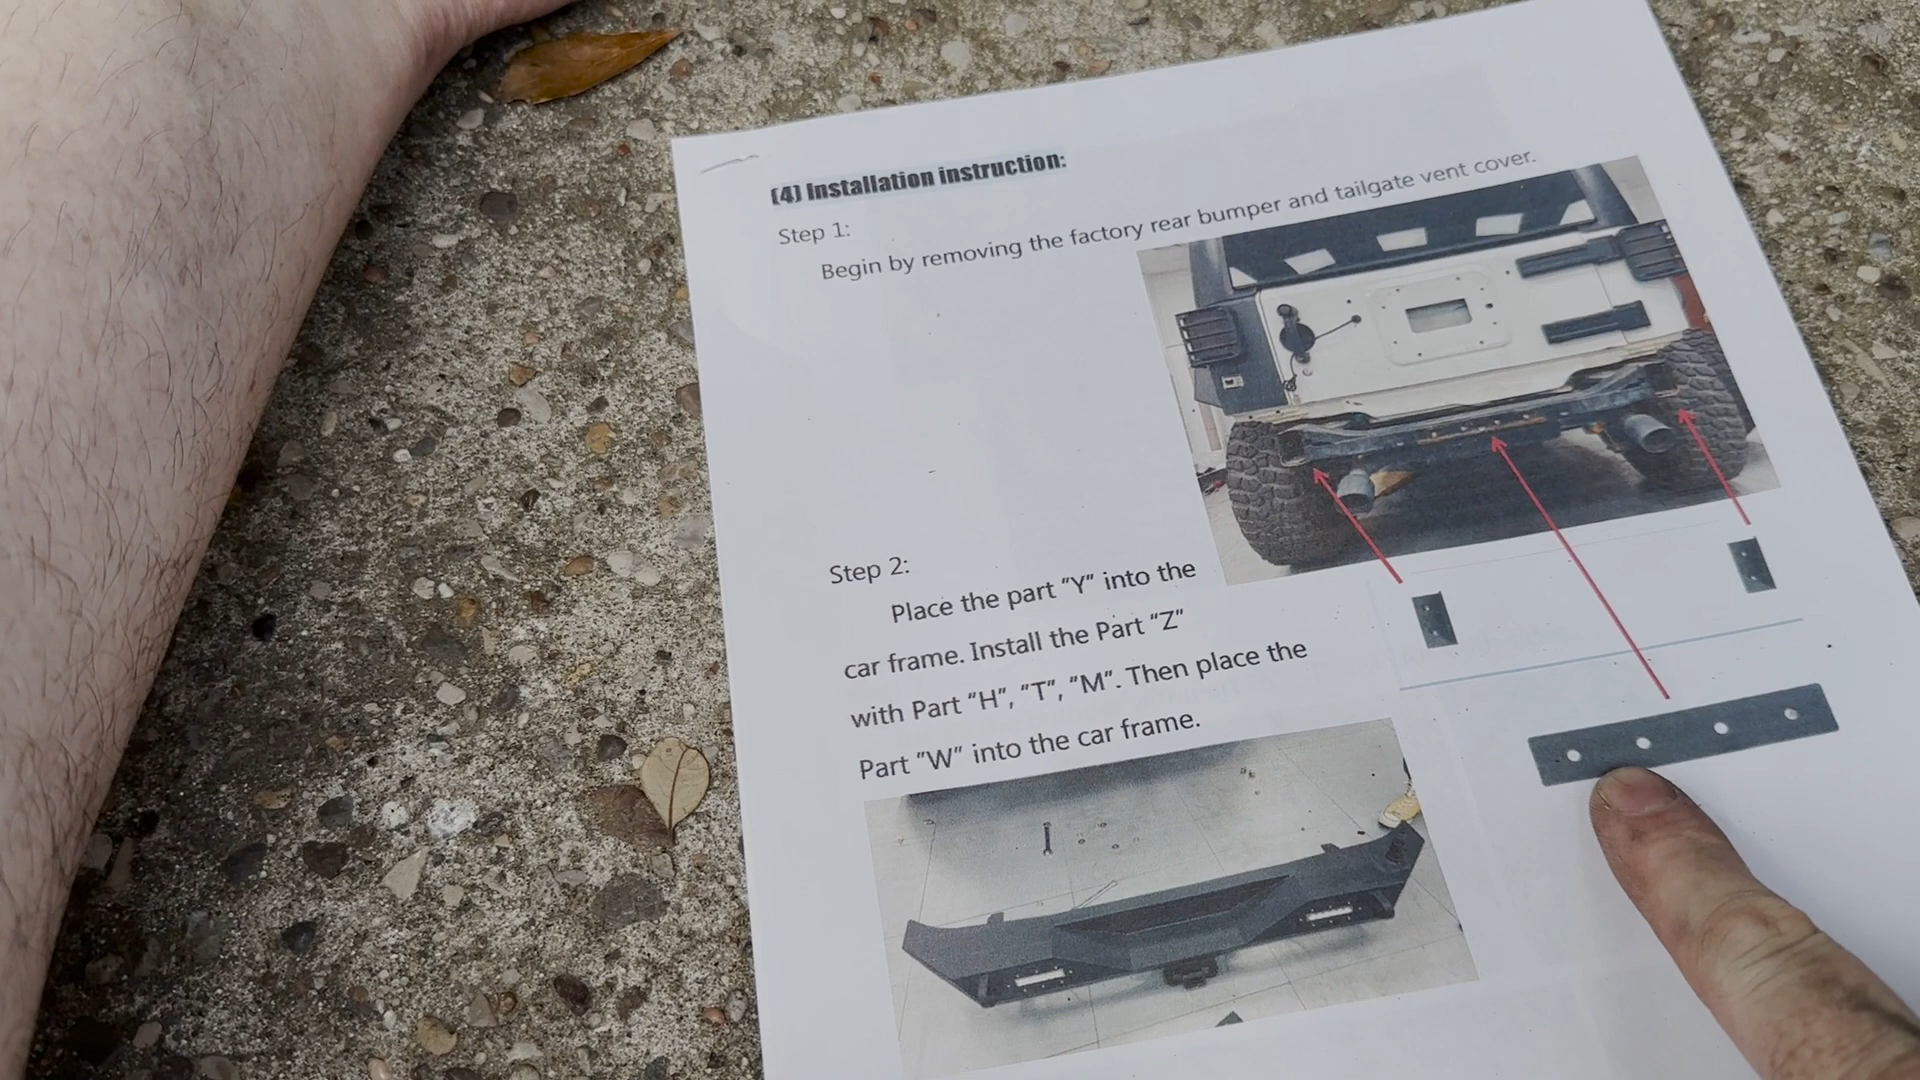 (4) Installation instruction:
Step 1:
Begin by removing the factory rear bumper and tailgate vent cover.
Step 2:
Place the part “Y” into the
car frame. Install the Part “Z”
with Part “H”, “T”, “M”. Then place the
Part “W” into the car frame.